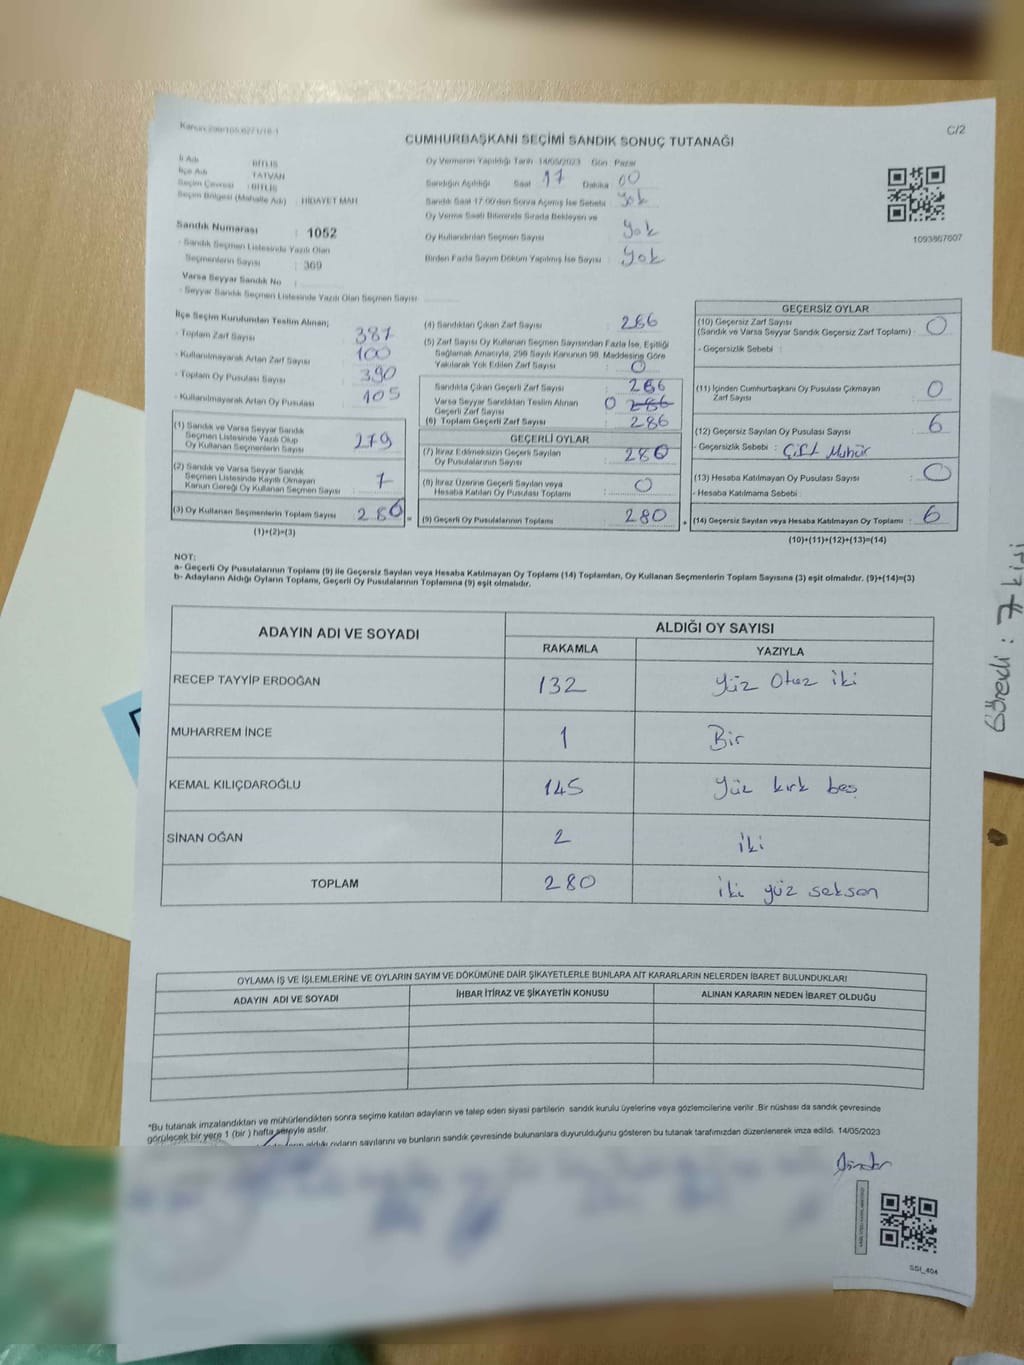 Kanun:298/105,6271/18-1
C/2
CUMHURBAŞKANI SEÇİMİ SANDIK SONUÇ TUTANAĞI
İl Adı : BİTLİS
İlçe Adı : TATVAN
Seçim Çevresi : BİTLİS
Seçim Bölgesi (Mahalle Adı) : HİDAYET MAH.
Sandık Numarası : 1052
- Sandık Seçmen Listesinde Yazılı Olan
Seçmenlerin Sayısı : 369
Varsa Seyyar Sandık No :
- Seyyar Sandık Seçmen Listesinde Yazılı Olan Seçmen Sayısı
Oy Vermenin Yapıldığı Tarih 14/05/2023 Gün Pazar
Sandığın Açıldığı Saat 17 Dakika 00
Sandık Saat 17:00'den Sonra Açılmış İse Sebebi : Yok
Oy Verme Saati Bitiminde Sırada Bekleyen ve
Oy Kullandırılan Seçmen Sayısı : Yok
Birden Fazla Sayım Döküm Yapılmış İse Sayısı : Yok
1093867607
İlçe Seçim Kurulundan Teslim Alınan;
- Toplam Zarf Sayısı : 387
- Kullanılmayarak Artan Zarf Sayısı : 100
- Toplam Oy Pusulası Sayısı : 390
- Kullanılmayarak Artan Oy Pusulası : 105
(1) Sandık ve Varsa Seyyar Sandık
Seçmen Listesinde Yazılı Olup
Oy Kullanan Seçmenlerin Sayısı : 279
(2) Sandık ve Varsa Seyyar Sandık
Seçmen Listesinde Kayıtlı Olmayan
Kanun Gereği Oy Kullanan Seçmen Sayısı : 7
(3) Oy Kullanan Seçmenlerin Toplam Sayısı : 286 =
(1)+(2)=(3)
(4) Sandıktan Çıkan Zarf Sayısı : 286
(5) Zarf Sayısı Oy Kullanan Seçmen Sayısından Fazla İse, Eşitliği
Sağlamak Amacıyla, 298 Sayılı Kanunun 98. Maddesine Göre
Yakılarak Yok Edilen Zarf Sayısı : 0
Sandıkta Çıkan Geçerli Zarf Sayısı : 286
Varsa Seyyar Sandıktan Teslim Alınan
Geçerli Zarf Sayısı : 0 286
(6) Toplam Geçerli Zarf Sayısı : 286
GEÇERLİ OYLAR
(7) İtiraz Edilmeksizin Geçerli Sayılan
Oy Pusulalarının Sayısı : 280
(8) İtiraz Üzerine Geçerli Sayılan veya
Hesaba Katılan Oy Pusulası Toplamı : 0
(9) Geçerli Oy Pusulalarının Toplamı : 280 +
GEÇERSİZ OYLAR
(10) Geçersiz Zarf Sayısı
(Sandık ve Varsa Seyyar Sandık Geçersiz Zarf Toplamı) : 0
- Geçersizlik Sebebi :
(11) İçinden Cumhurbaşkanı Oy Pusulası Çıkmayan
Zarf Sayısı : 0
(12) Geçersiz Sayılan Oy Pusulası Sayısı : 6
- Geçersizlik Sebebi : Çift Mühür
(13) Hesaba Katılmayan Oy Pusulası Sayısı : 0
- Hesaba Katılmama Sebebi :
(14) Geçersiz Sayılan veya Hesaba Katılmayan Oy Toplamı : 6
(10)+(11)+(12)+(13)=(14)
NOT:
a- Geçerli Oy Pusulalarının Toplamı (9) ile Geçersiz Sayılan veya Hesaba Katılmayan Oy Toplamı (14) Toplamları, Oy Kullanan Seçmenlerin Toplam Sayısına (3) eşit olmalıdır. (9)+(14)=(3)
b- Adayların Aldığı Oyların Toplamı, Geçerli Oy Pusulalarının Toplamına (9) eşit olmalıdır.
ADAYIN ADI VE SOYADI
ALDIĞI OY SAYISI
RAKAMLA YAZIYLA
RECEP TAYYİP ERDOĞAN 132 Yüz Otuz iki
MUHARREM İNCE 1 Bir
KEMAL KILIÇDAROĞLU 145 Yüz kırk beş
SİNAN OĞAN 2 iki
TOPLAM 280 iki yüz seksen
Görevli : 7 kişi
OYLAMA İŞ VE İŞLEMLERİNE VE OYLARIN SAYIM VE DÖKÜMÜNE DAİR ŞİKAYETLERLE BUNLARA AİT KARARLARIN NELERDEN İBARET BULUNDUKLARI
ADAYIN ADI VE SOYADI İHBAR İTİRAZ VE ŞİKAYETİN KONUSU ALINAN KARARIN NEDEN İBARET OLDUĞU
*Bu tutanak imzalandıktan ve mühürlendikten sonra seçime katılan adayların ve talep eden siyasi partilerin sandık kurulu üyelerine veya gözlemcilerine verilir. Bir nüshası da sandık çevresinde
görülecek bir yere 1 (bir ) hafta süreyle asılır.
aldığı oyların sayılarını ve bunların sandık çevresinde bulunanlara duyurulduğunu gösteren bu tutanak tarafımızdan düzenlenerek imza edildi. 14/05/2023
SSI_404